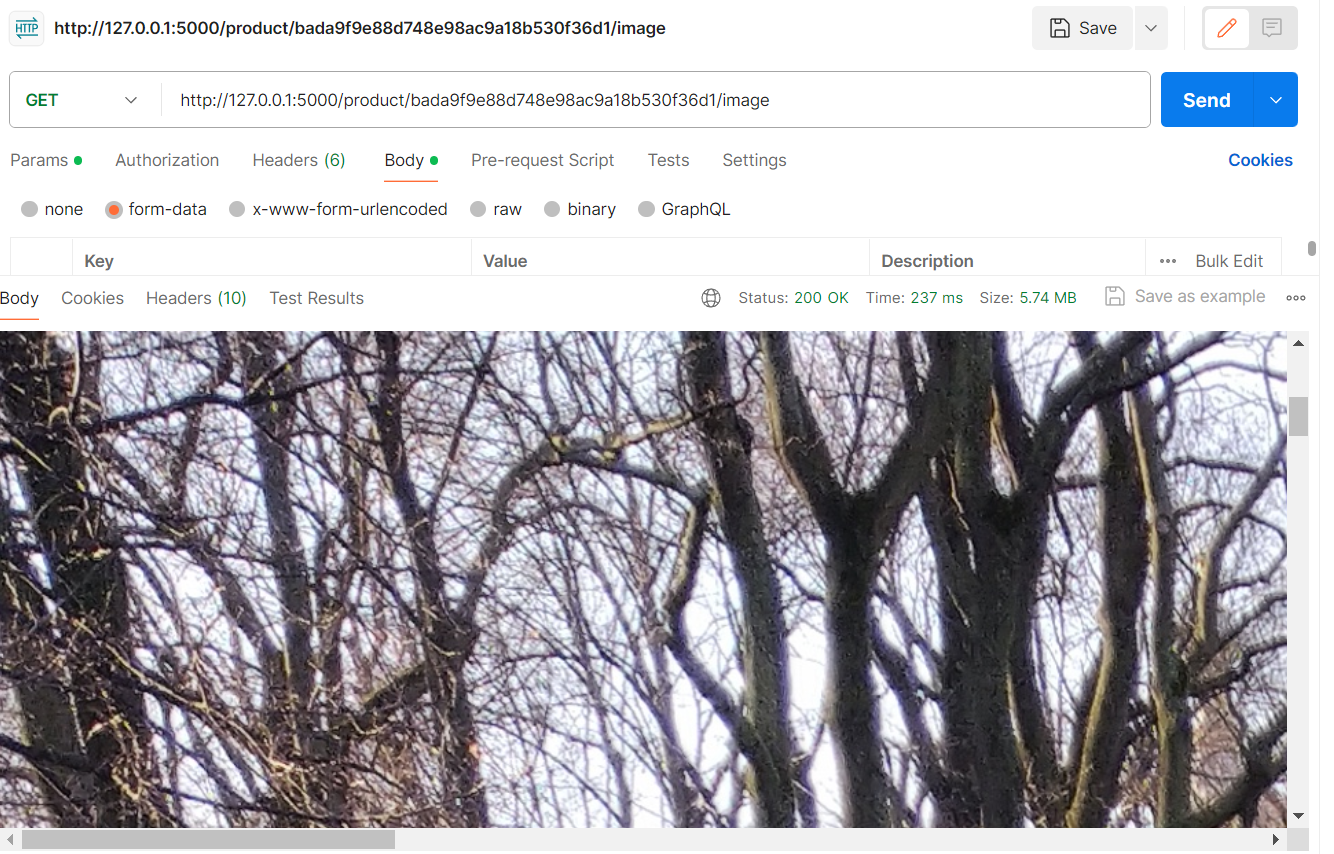 HTTP http://127.0.0.1:5000/product/bada9f9e88d748e98ac9a18b530f36d1/image Save
GET http://127.0.0.1:5000/product/bada9f9e88d748e98ac9a18b530f36d1/image Send
Params Authorization Headers (6) Body Pre-request Script Tests Settings Cookies
none form-data x-www-form-urlencoded raw binary GraphQL
Key Value Description Bulk Edit
Body Cookies Headers (10) Test Results Status: 200 OK Time: 237 ms Size: 5.74 MB Save as example